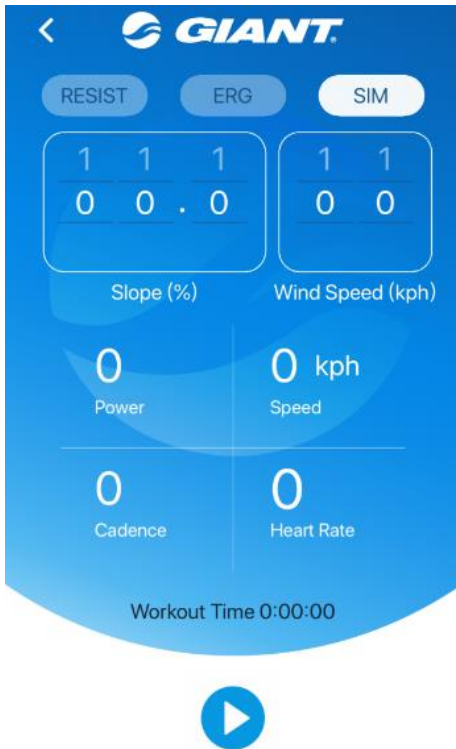 GIANT
RESIST ERG SIM
1 1 1 1 1
0 0 . 0 0 0
Slope (%) Wind Speed (kph)
0 0 kph
Power Speed
0 0
Cadence Heart Rate
Workout Time 0:00:00